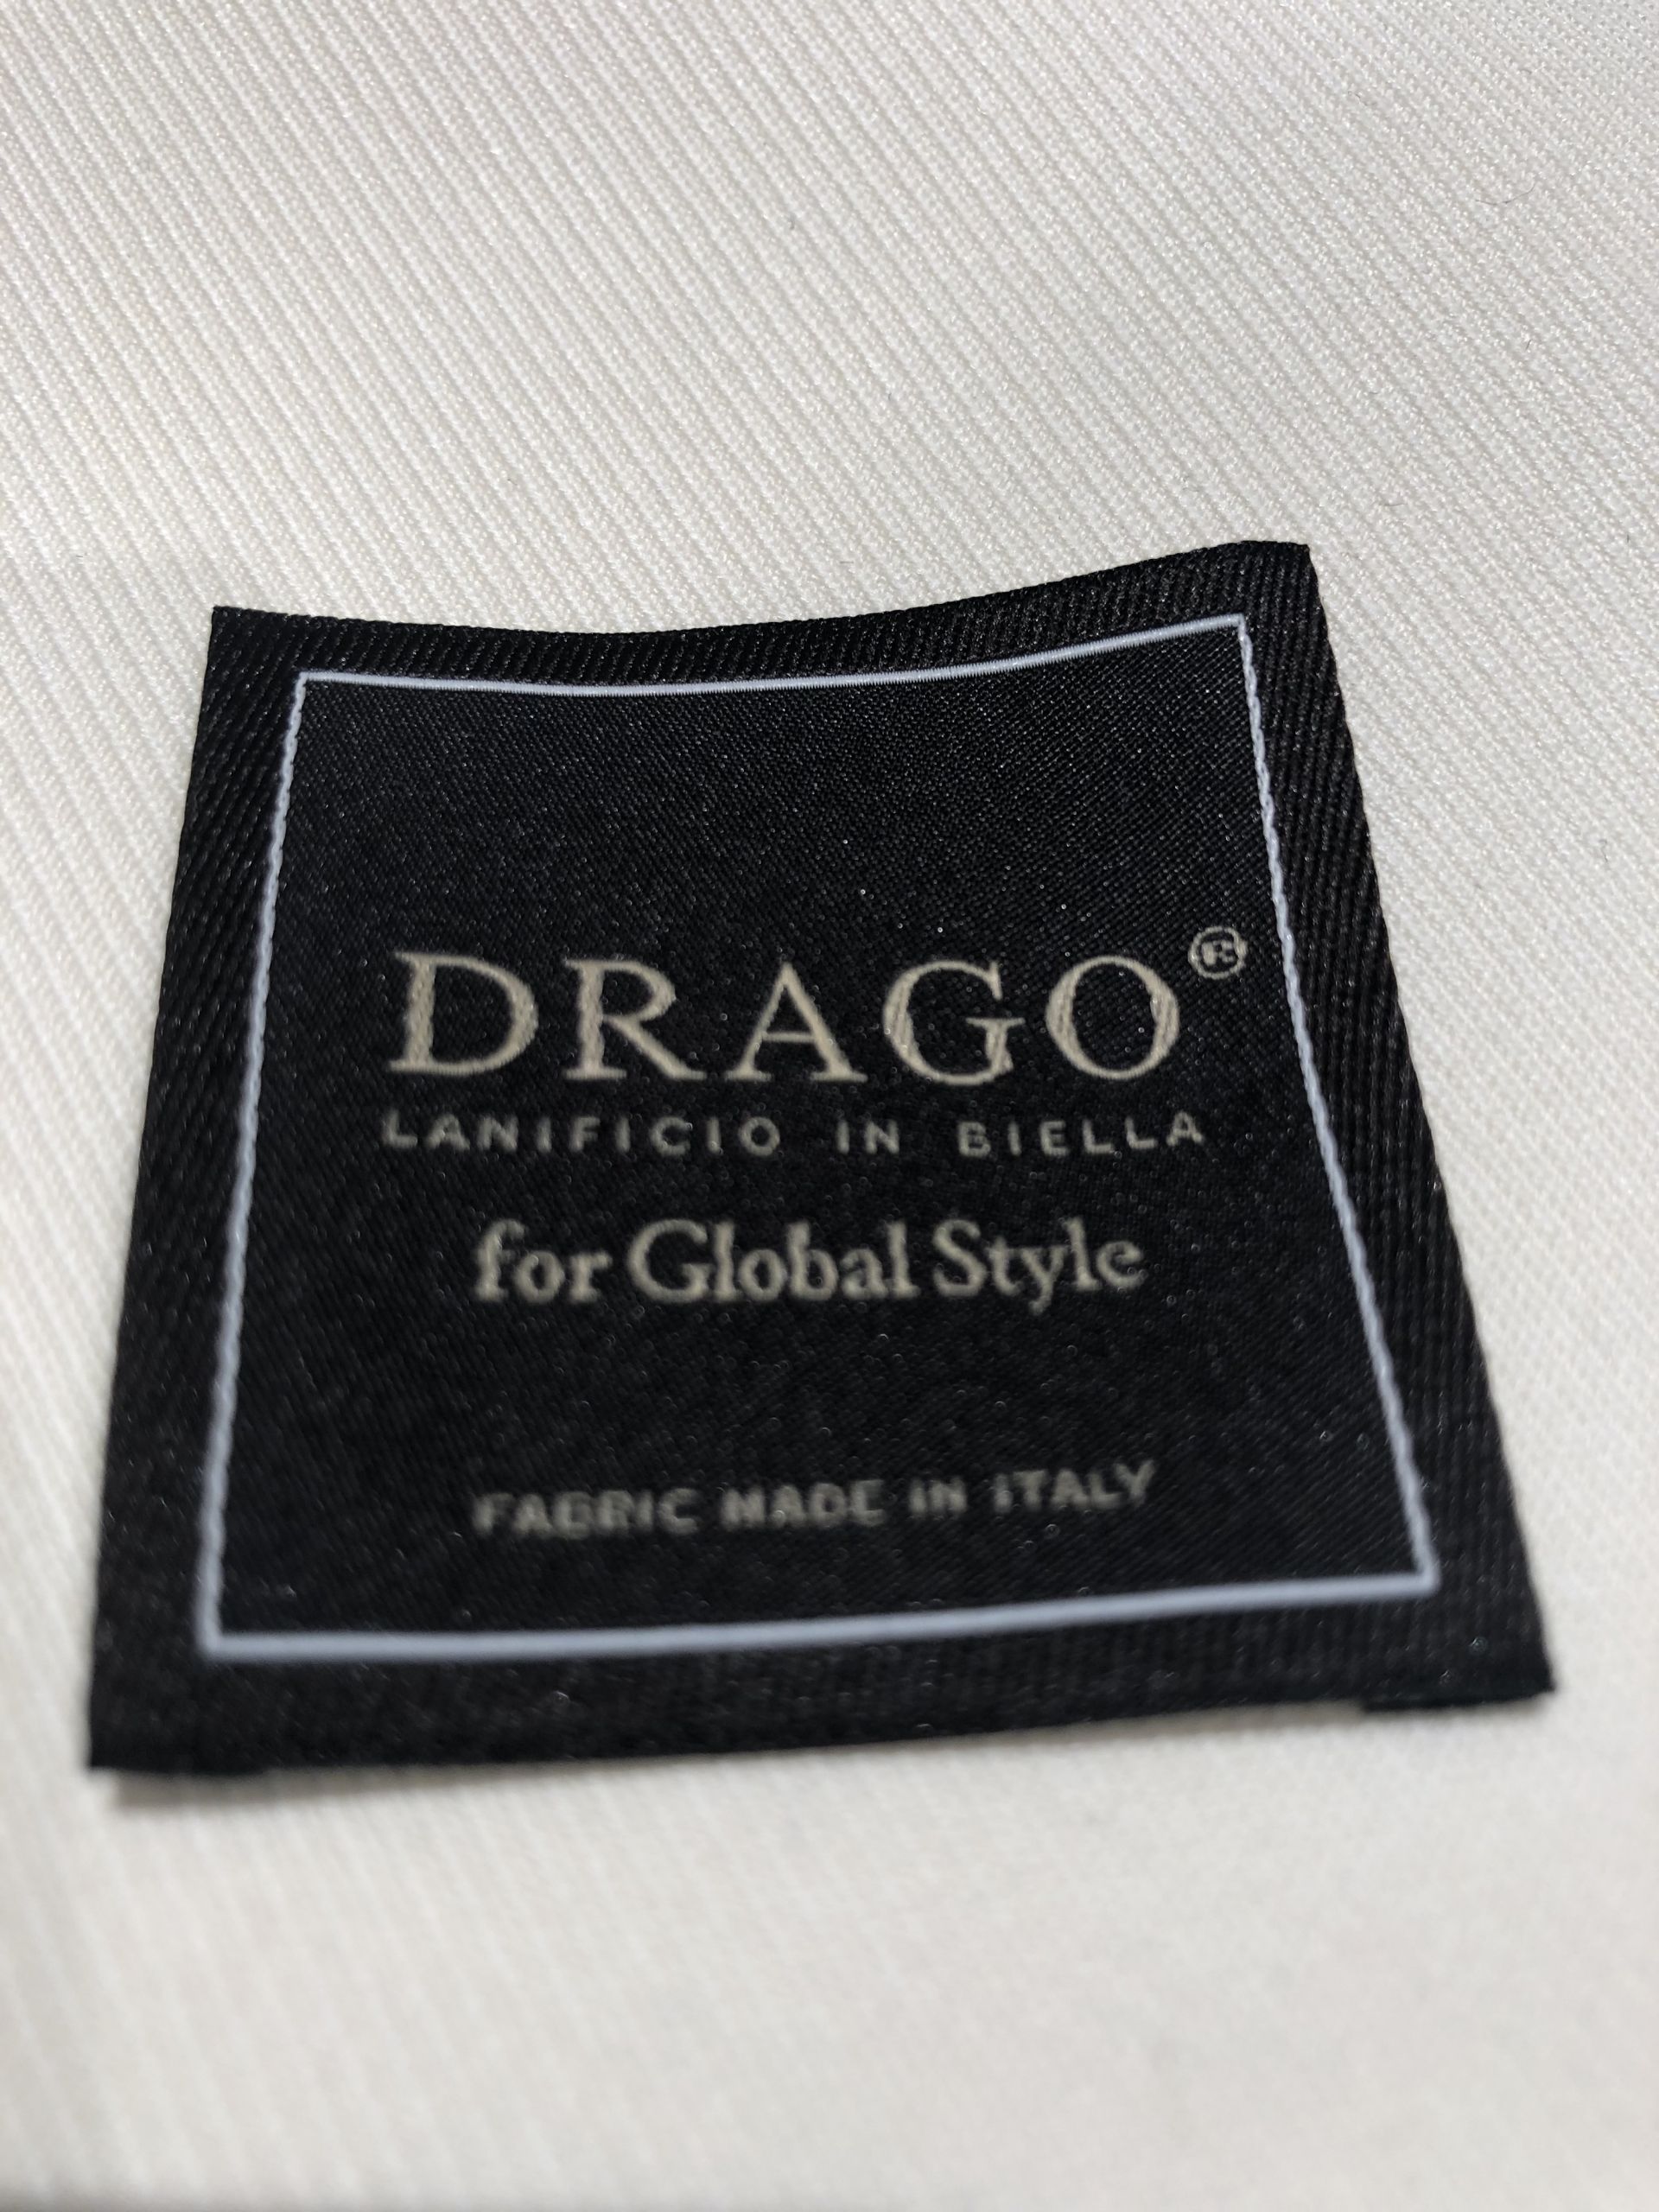 DRAGO®
LANIFICIO IN BIELLA
for Global Style
FABRIC MADE IN ITALY